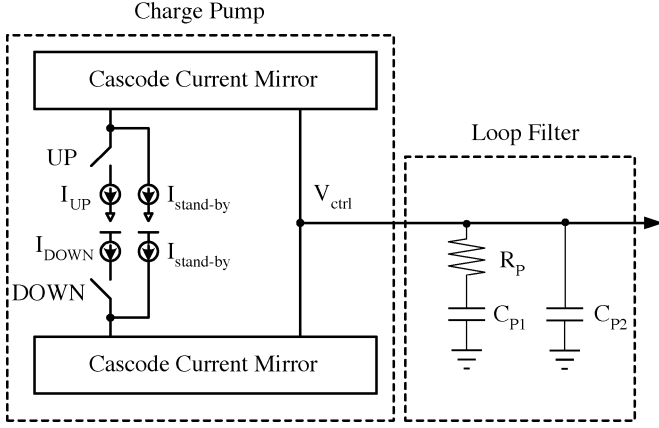 Charge Pump
Cascode Current Mirror
Loop Filter
UP
I_UP
I_stand-by
V_ctrl
I_DOWN
I_stand-by
R_P
DOWN
C_P1
C_P2
Cascode Current Mirror